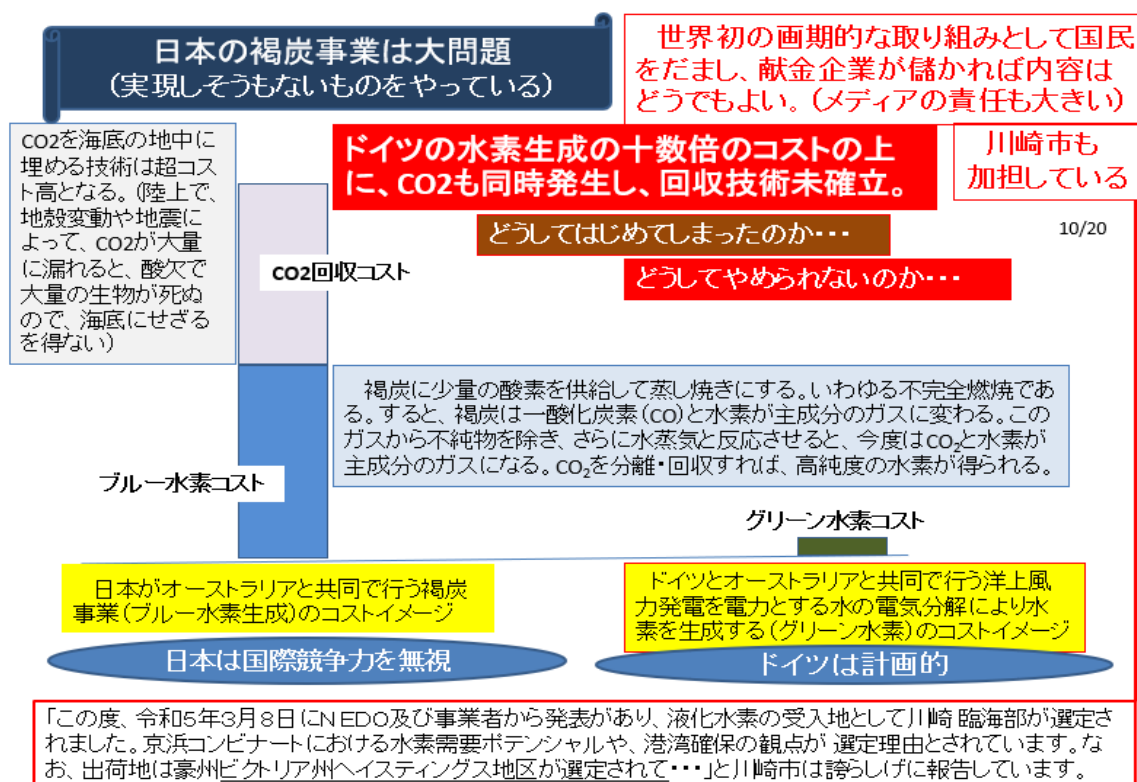 日本の褐炭事業は大問題
(実現しそうもないものをやっている)
世界初の画期的な取り組みとして国民
をだまし、献金企業が儲かれば内容は
どうでもよい。(メディアの責任も大きい)
CO2を海底の地中に
埋める技術は超コス
ト高となる。(陸上で、
地殻変動や地震に
よって、CO2が大量
に漏れると、酸欠で
大量の生物が死ぬ
ので、海底にせざる
を得ない)
ドイツの水素生成の十数倍のコストの上
に、CO2も同時発生し、回収技術未確立。
川崎市も
加担している
どうしてはじめてしまったのか・・・
10/20
どうしてやめられないのか・・・
CO2回収コスト
褐炭に少量の酸素を供給して蒸し焼きにする。いわゆる不完全燃焼であ
る。すると、褐炭は一酸化炭素(CO)と水素が主成分のガスに変わる。この
ガスから不純物を除き、さらに水蒸気と反応させると、今度はCO₂と水素が
主成分のガスになる。CO₂を分離・回収すれば、高純度の水素が得られる。
ブルー水素コスト
グリーン水素コスト
日本がオーストラリアと共同で行う褐炭
事業(ブルー水素生成)のコストイメージ
ドイツとオーストラリアと共同で行う洋上風
力発電を電力とする水の電気分解により水
素を生成する(グリーン水素)のコストイメージ
日本は国際競争力を無視
ドイツは計画的
「この度、令和5年3月8日にNEDO及び事業者から発表があり、液化水素の受入地として川崎臨海部が選定さ
れました。京浜コンビナートにおける水素需要ポテンシャルや、港湾確保の観点が 選定理由とされています。な
お、出荷地は豪州ビクトリア州ヘイスティングス地区が選定されて・・・」と川崎市は誇らしげに報告しています。